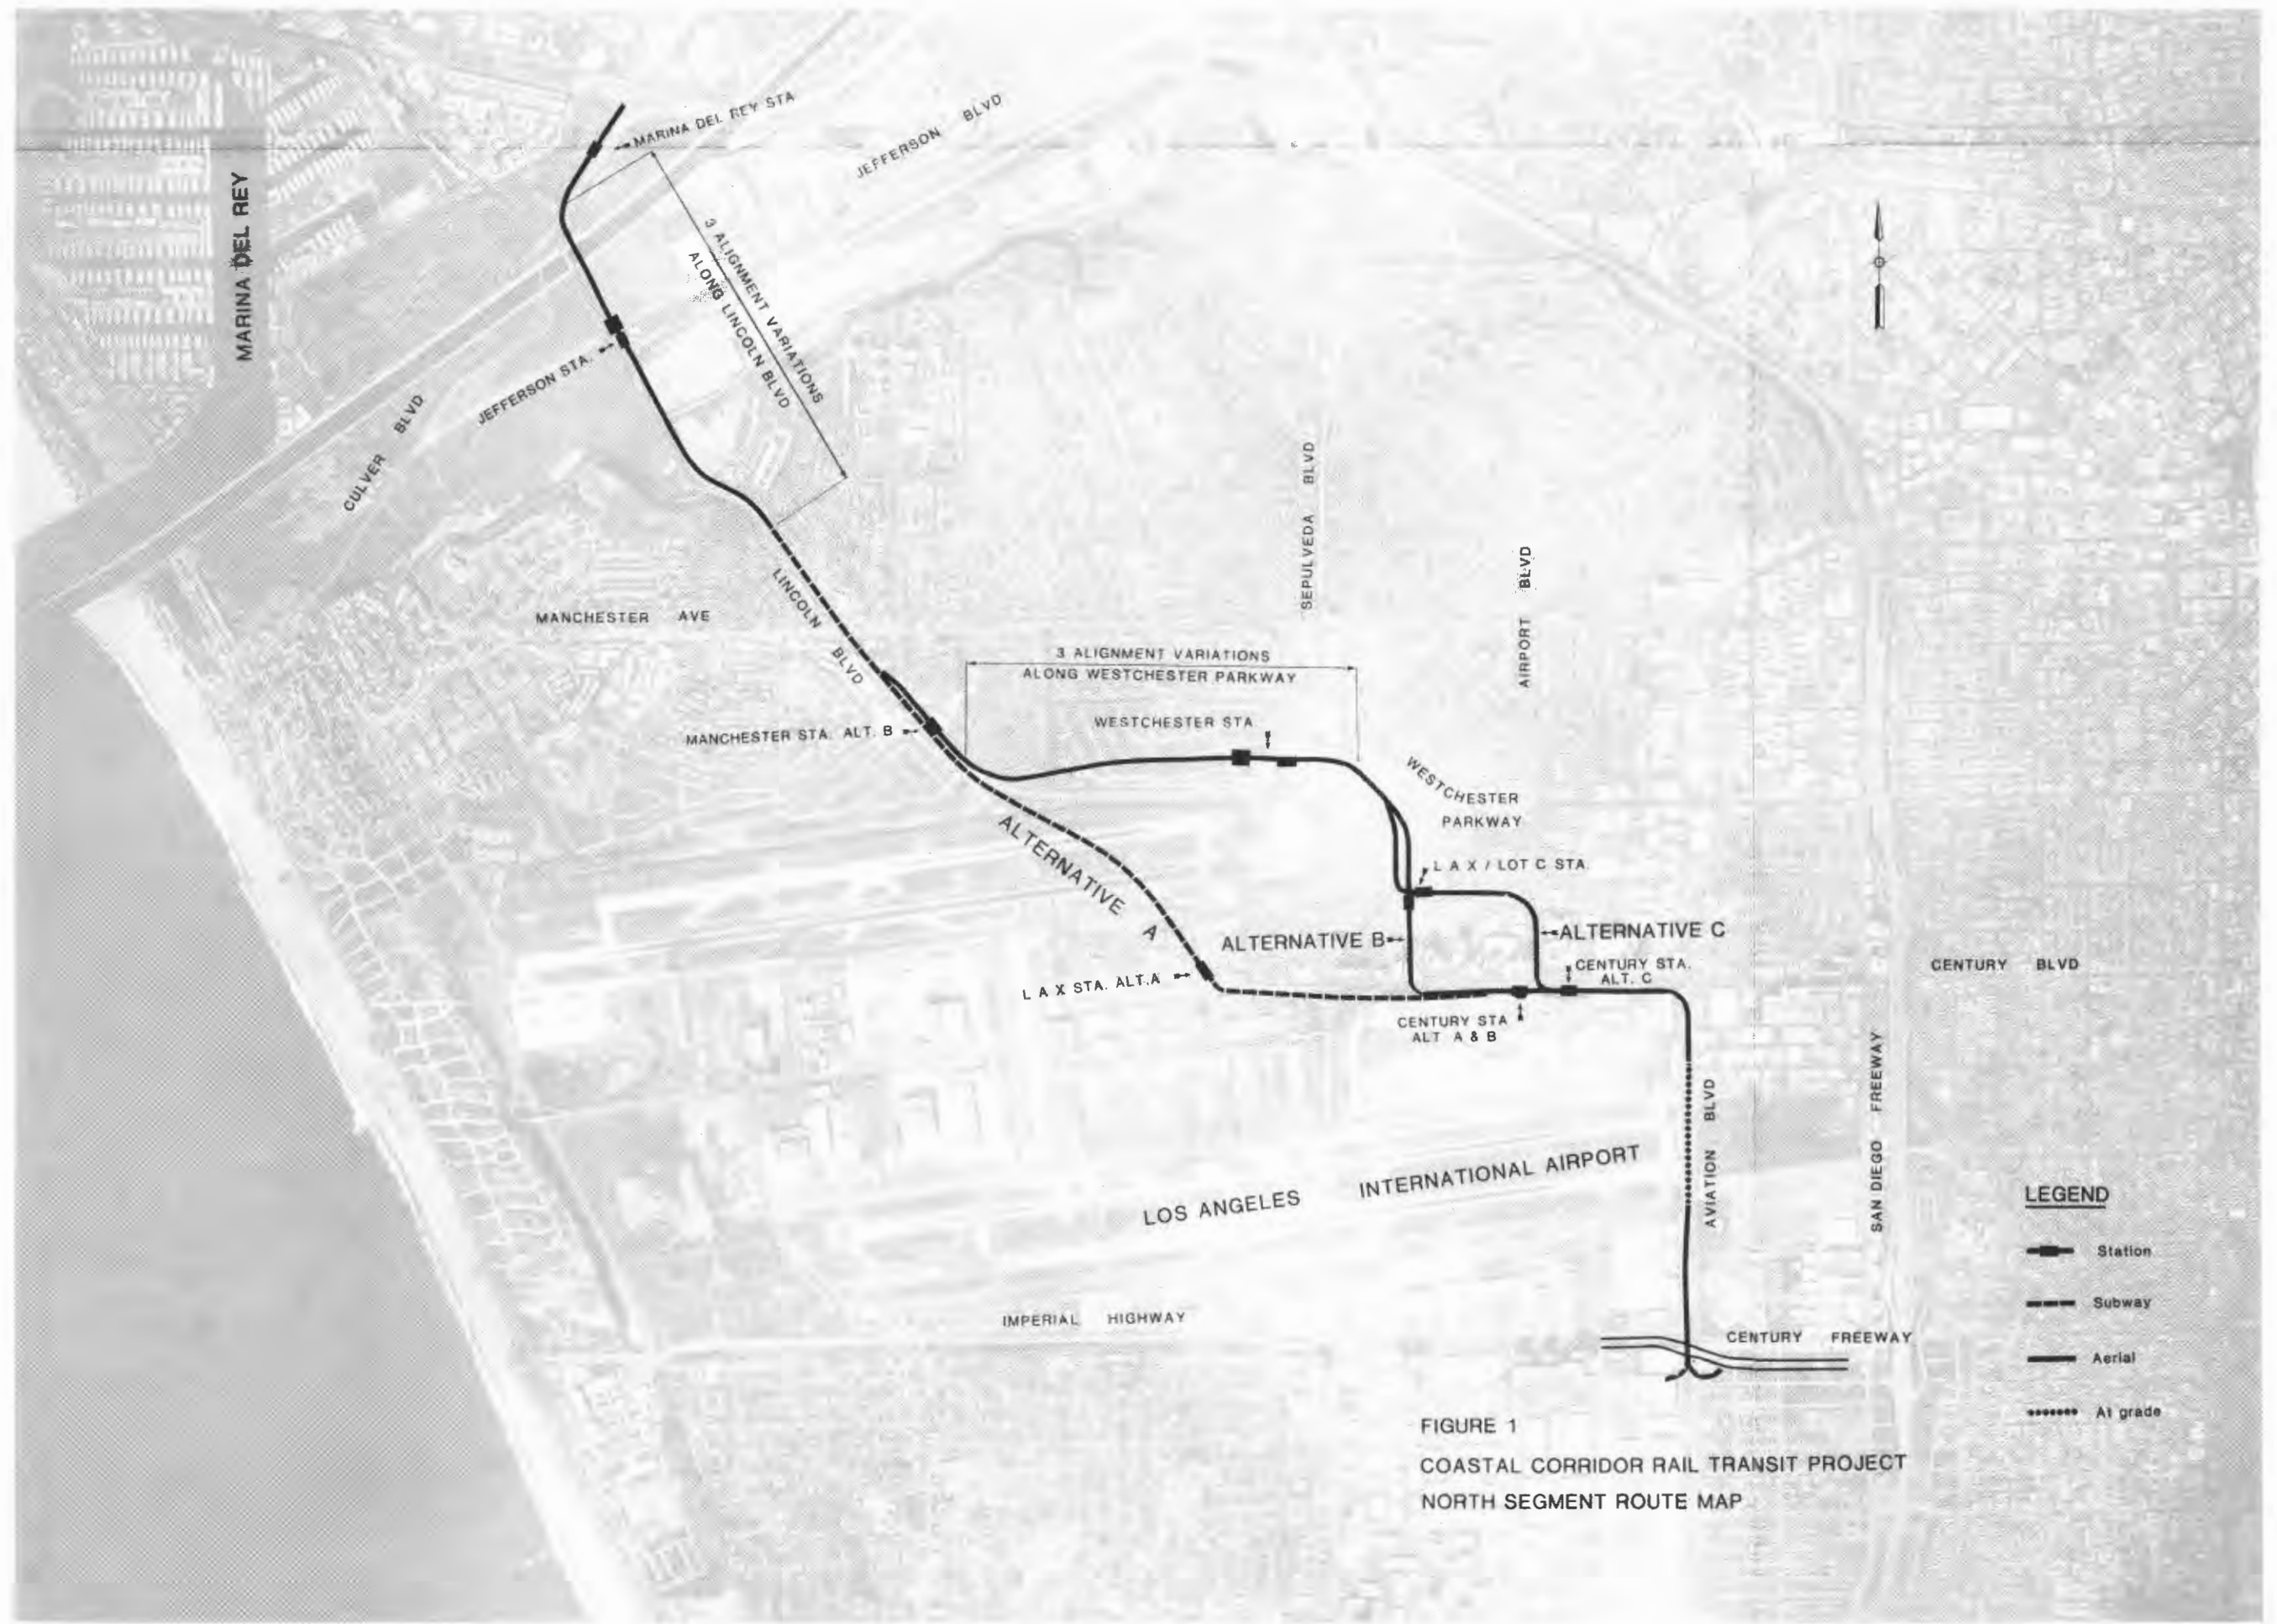 MARINA DEL REY STA
JEFFERSON BLVD
MARINA DEL REY
3 ALIGNMENT VARIATIONS
ALONG LINCOLN BLVD
JEFFERSON STA.
CULVER BLVD
SEPULVEDA BLVD
AIRPORT BLVD
MANCHESTER AVE
LINCOLN BLVD
3 ALIGNMENT VARIATIONS
ALONG WESTCHESTER PARKWAY
WESTCHESTER STA
MANCHESTER STA. ALT. B
WESTCHESTER
PARKWAY
ALTERNATIVE A
L A X / LOT C STA.
ALTERNATIVE B
ALTERNATIVE C
CENTURY STA.
ALT. C
CENTURY BLVD
L A X STA. ALT.A
CENTURY STA
ALT A & B
SAN DIEGO FREEWAY
AVIATION BLVD
LOS ANGELES INTERNATIONAL AIRPORT
LEGEND
Station
Subway
Aerial
At grade
IMPERIAL HIGHWAY
CENTURY FREEWAY
FIGURE 1
COASTAL CORRIDOR RAIL TRANSIT PROJECT
NORTH SEGMENT ROUTE MAP